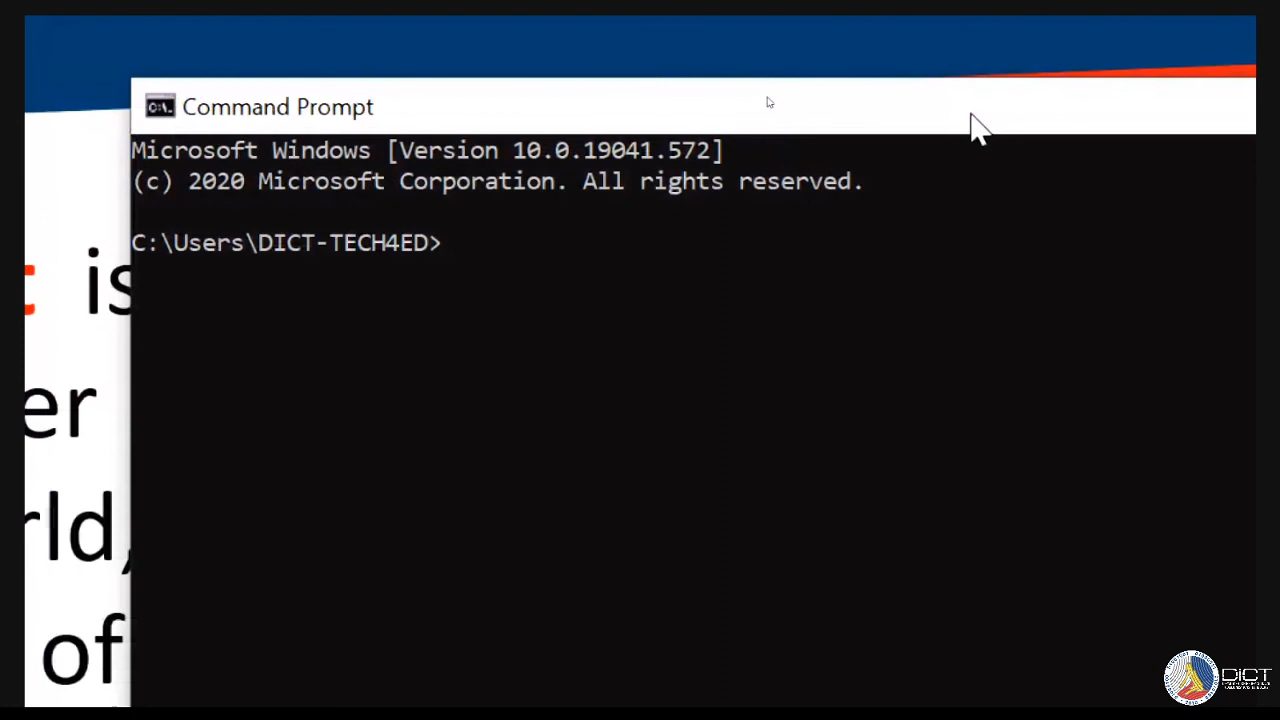 Command Prompt
Microsoft Windows [Version 10.0.19041.572]
(c) 2020 Microsoft Corporation. All rights reserved.
C:\Users\DICT-TECH4ED>
is
er
rld,
of
DICT